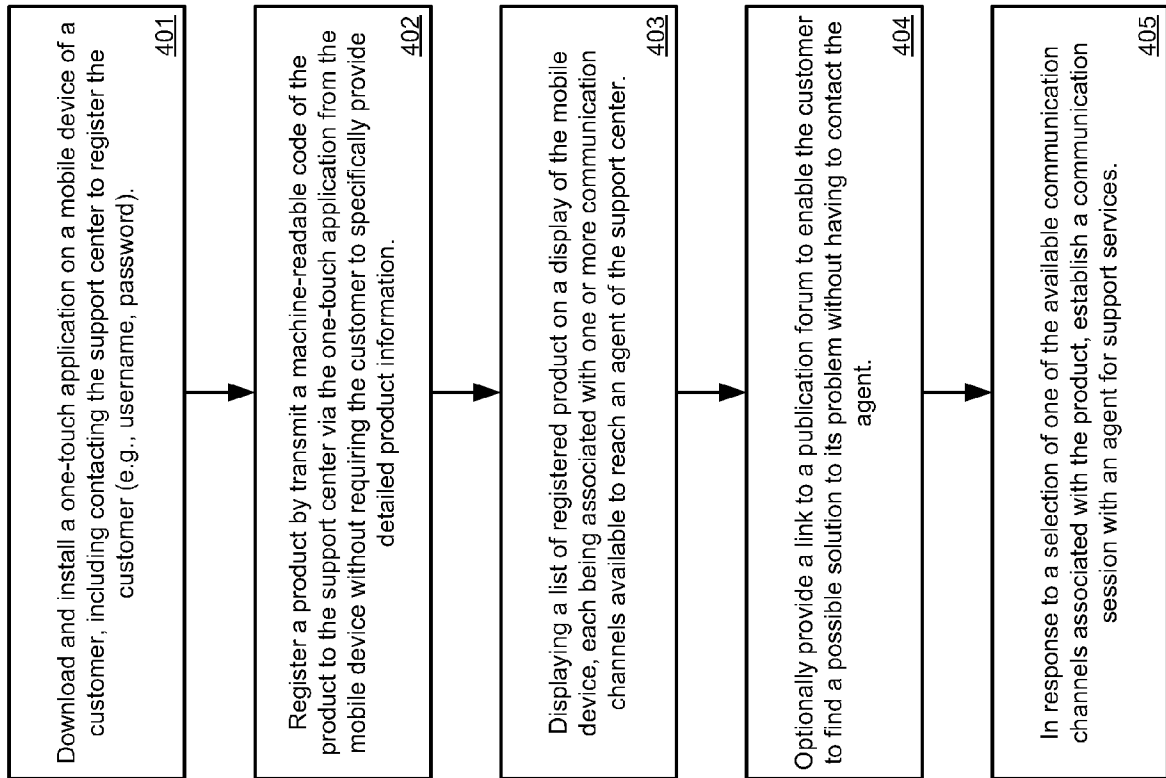 Download and install a one-touch application on a mobile device of a
customer, including contacting the support center to register the
customer (e.g., username, password).
401
Register a product by transmit a machine-readable code of the
product to the support center via the one-touch application from the
mobile device without requiring the customer to specifically provide
detailed product information.
402
Displaying a list of registered product on a display of the mobile
device, each being associated with one or more communication
channels available to reach an agent of the support center.
403
Optionally provide a link to a publication forum to enable the customer
to find a possible solution to its problem without having to contact the
agent.
404
In response to a selection of one of the available communication
channels associated with the product, establish a communication
session with an agent for support services.
405